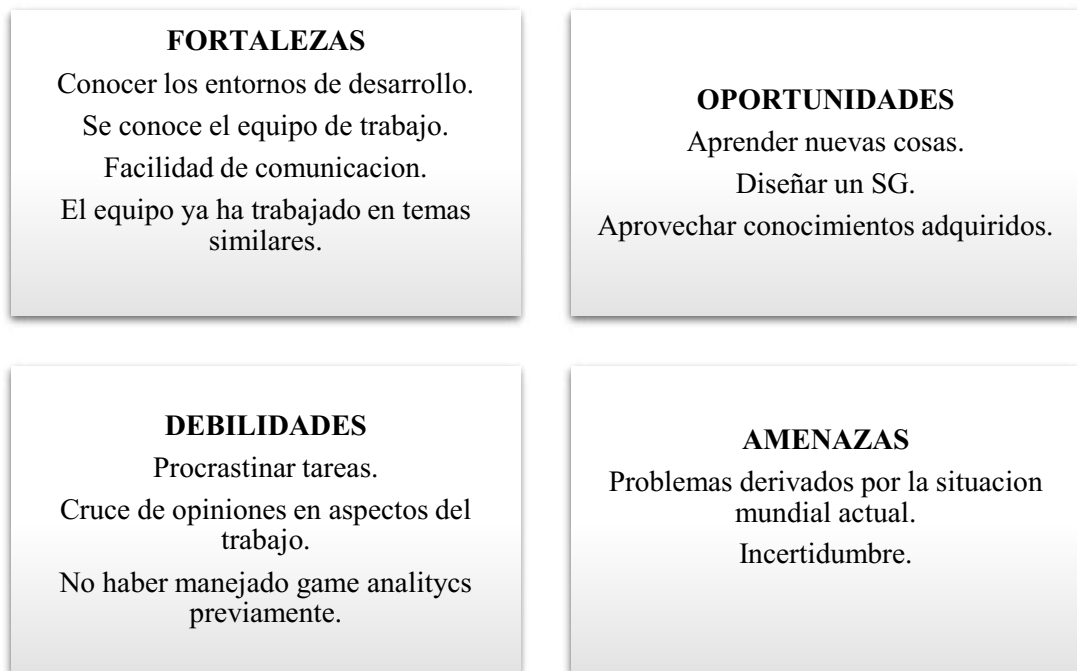 FORTALEZAS
Conocer los entornos de desarrollo.
Se conoce el equipo de trabajo.
Facilidad de comunicacion.
El equipo ya ha trabajado en temas
similares.
OPORTUNIDADES
Aprender nuevas cosas.
Diseñar un SG.
Aprovechar conocimientos adquiridos.
DEBILIDADES
Procrastinar tareas.
Cruce de opiniones en aspectos del
trabajo.
No haber manejado game analitycs
previamente.
AMENAZAS
Problemas derivados por la situacion
mundial actual.
Incertidumbre.